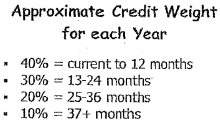 Approximate Credit Weight
for each Year
▪ 40% = current to 12 months
▪ 30% = 13-24 months
▪ 20% = 25-36 months
▪ 10% = 37+ months